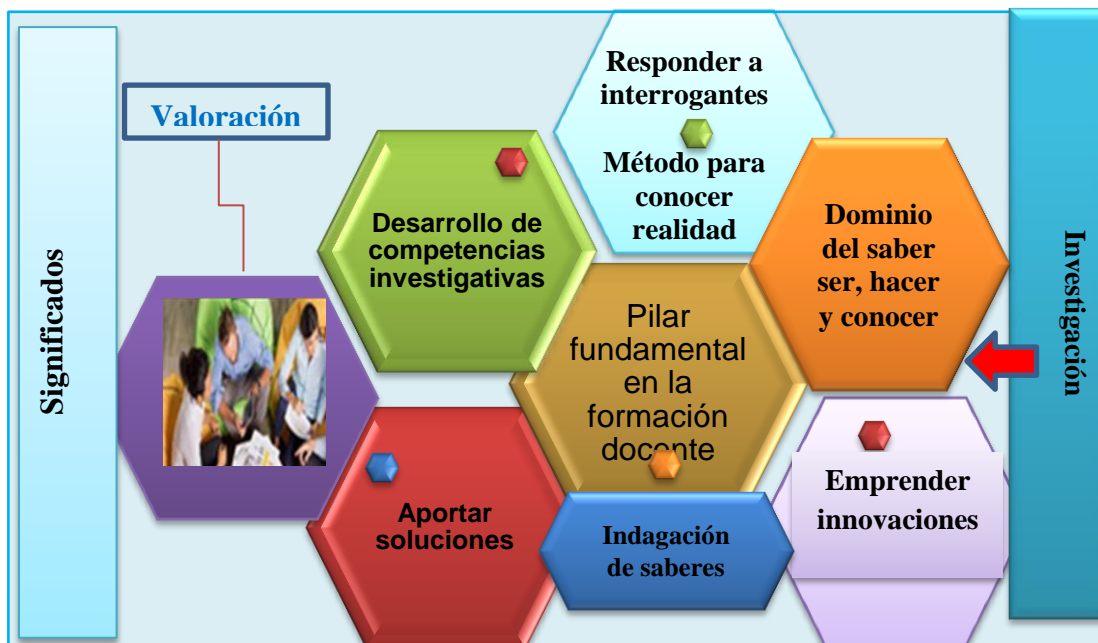 Significados
Valoración
Desarrollo de
competencias
investigativas
Responder a
interrogantes
Método para
conocer
realidad
Dominio
del saber
ser, hacer
y conocer
Pilar
fundamental
en la
formación
docente
Aportar
soluciones
Indagación
de saberes
Emprender
innovaciones
Investigación